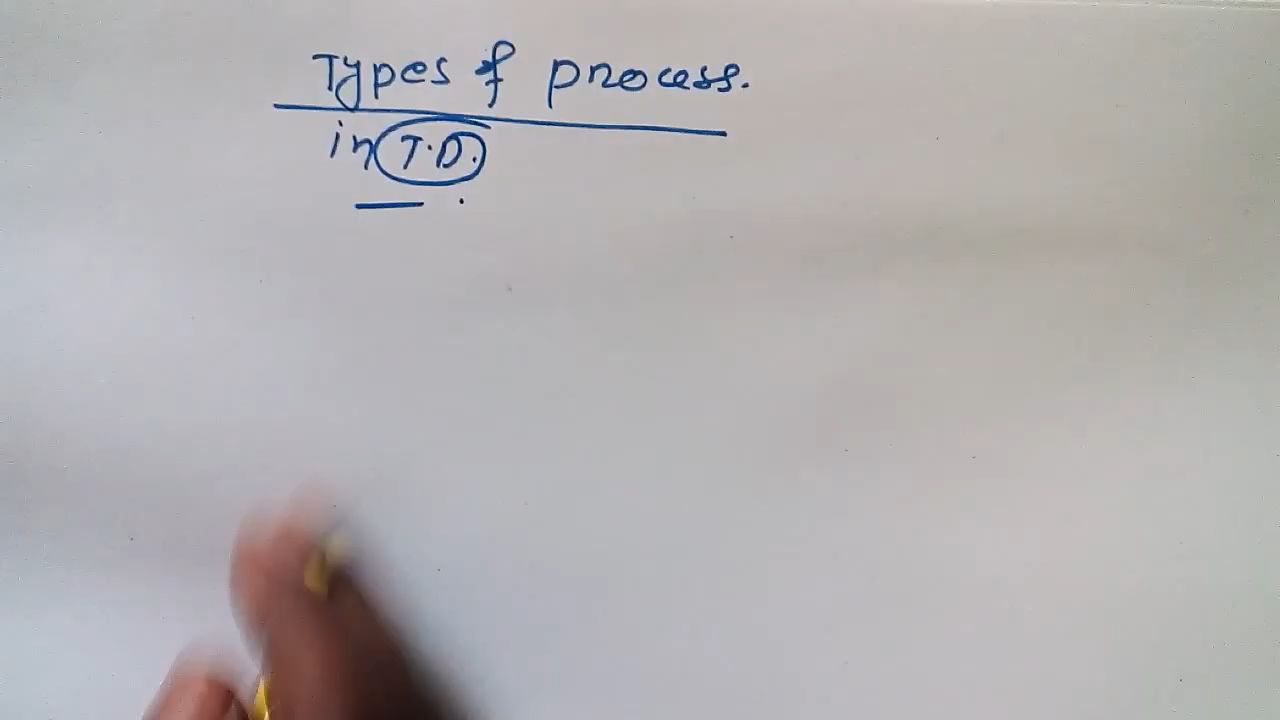 Types of process.
in T.D.